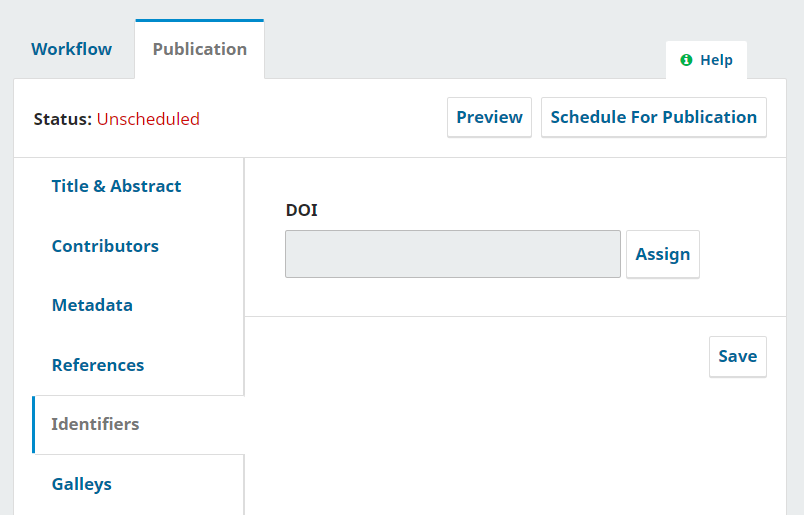 Workflow
Publication
Help
Status: Unscheduled
Preview
Schedule For Publication
Title & Abstract
Contributors
Metadata
References
Identifiers
Galleys
DOI
Assign
Save